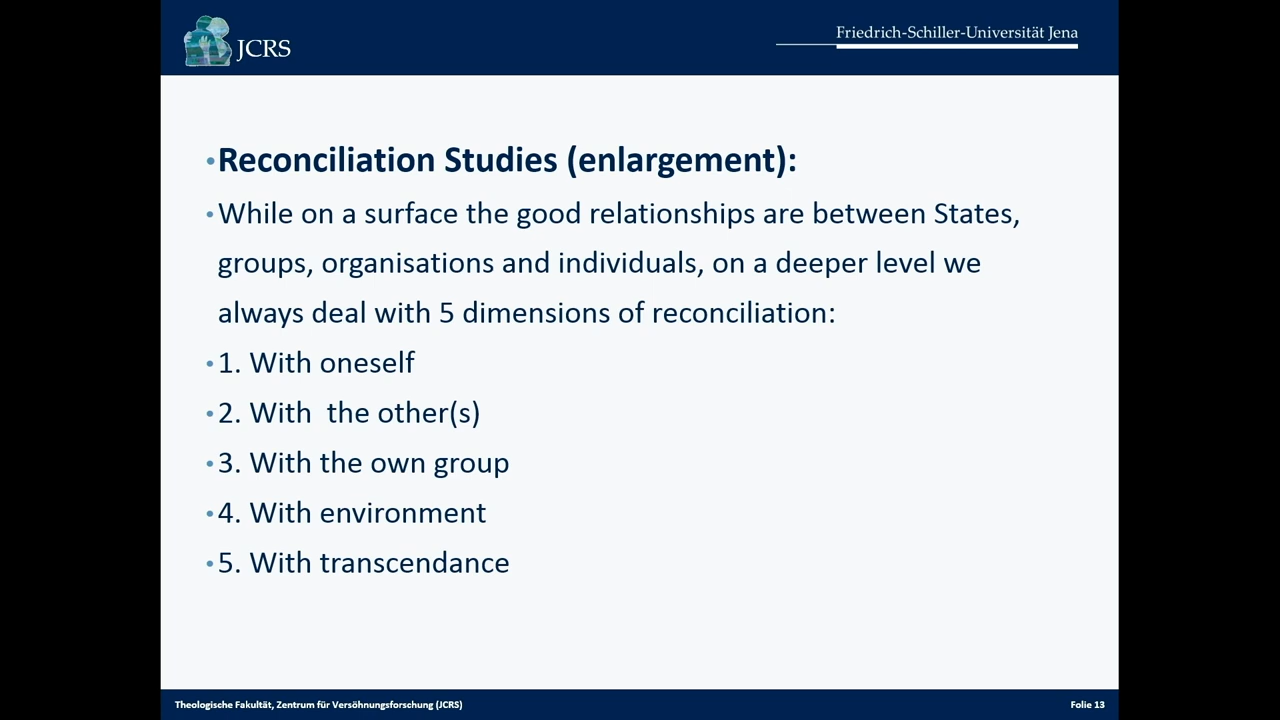 JCRS
Friedrich-Schiller-Universität Jena
•Reconciliation Studies (enlargement):
•While on a surface the good relationships are between States,
groups, organisations and individuals, on a deeper level we
always deal with 5 dimensions of reconciliation:
•1. With oneself
•2. With  the other(s)
•3. With the own group
•4. With environment
•5. With transcendance
Theologische Fakultät, Zentrum für Versöhnungsforschung (JCRS)
Folie 13